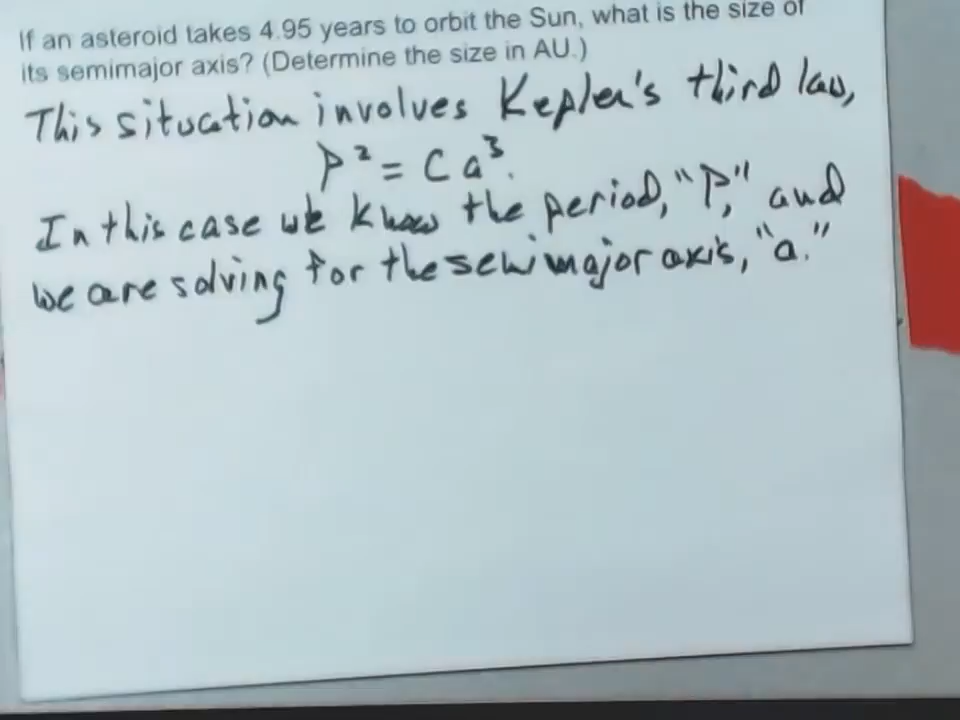 If an asteroid takes 4.95 years to orbit the Sun, what is the size of
its semimajor axis? (Determine the size in AU.)
This situation involves Kepler's third law,
P² = C a³.
In this case we know the period, "P," and
we are solving for the semimajor axis, "a."